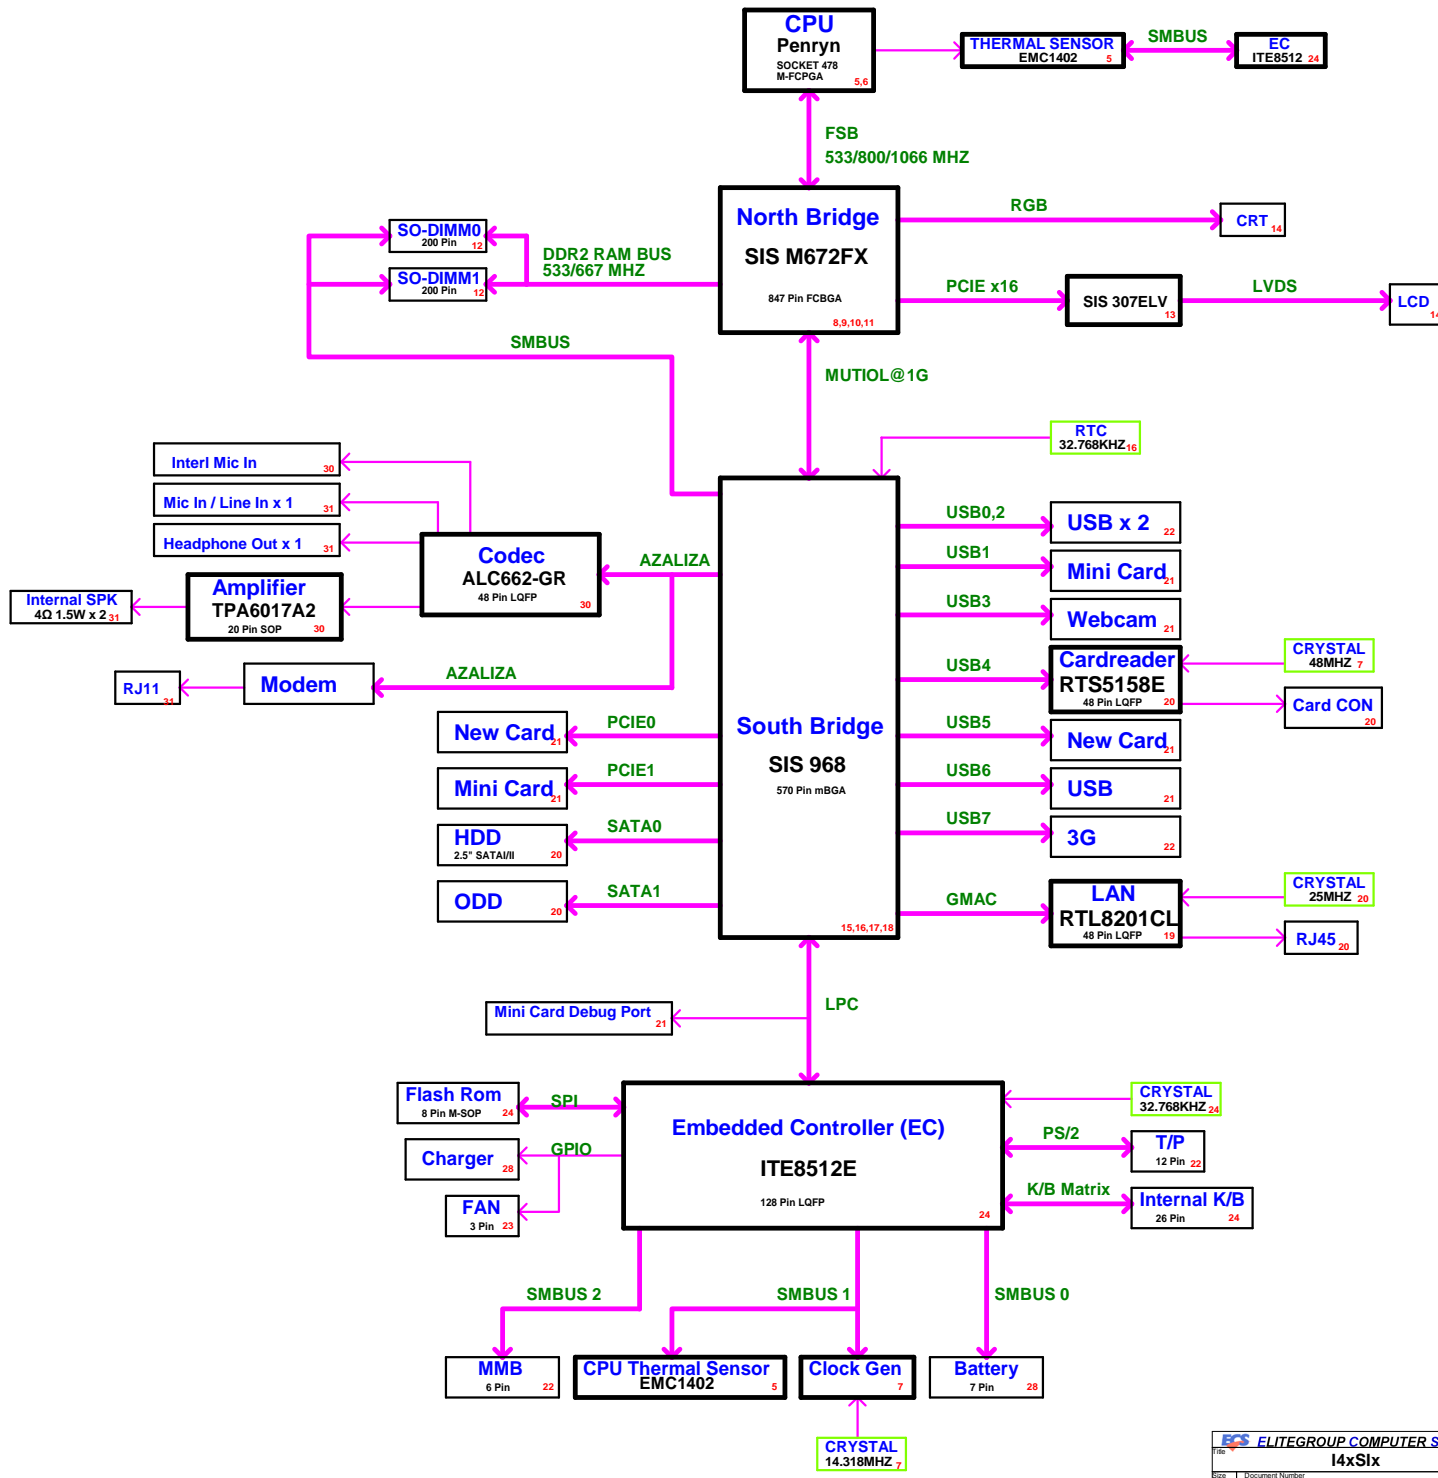 CPU
Penryn
SOCKET 478
M-FCPGA
5,6
THERMAL SENSOR
EMC1402 5
SMBUS
EC
ITE8512 24
FSB
533/800/1066 MHZ
North Bridge
SIS M672FX
847 Pin FCBGA
8,9,10,11
RGB
CRT 14
PCIE x16
SIS 307ELV
13
LVDS
LCD
14
SO-DIMM0
200 Pin 12
SO-DIMM1
200 Pin 12
DDR2 RAM BUS
533/667 MHZ
SMBUS
MUTIOL@1G
RTC
32.768KHZ 16
Interl Mic In 30
Mic In / Line In x 1 31
Headphone Out x 1 31
Codec
ALC662-GR
48 Pin LQFP
30
AZALIZA
Amplifier
TPA6017A2
20 Pin SOP 30
Internal SPK
4Ω 1.5W x 2 31
AZALIZA
Modem
RJ11 31
South Bridge
SIS 968
570 Pin mBGA
15,16,17,18
PCIE0
New Card 21
PCIE1
Mini Card 21
SATA0
HDD
2.5" SATAI/II 20
SATA1
ODD 20
USB0,2
USB x 2 22
USB1
Mini Card 21
USB3
Webcam 21
USB4
Cardreader
RTS5158E
48 Pin LQFP 20
CRYSTAL
48MHZ 7
Card CON
20
USB5
New Card 21
USB6
USB 21
USB7
3G 22
GMAC
LAN
RTL8201CL
48 Pin LQFP 19
CRYSTAL
25MHZ 20
RJ45 20
LPC
Mini Card Debug Port
21
Flash Rom
8 Pin M-SOP 24
SPI
Charger 28
GPIO
FAN
3 Pin 23
Embedded Controller (EC)
ITE8512E
128 Pin LQFP
24
CRYSTAL
32.768KHZ 24
PS/2
T/P
12 Pin 22
K/B Matrix
Internal K/B
26 Pin 24
SMBUS 2
SMBUS 1
SMBUS 0
MMB
6 Pin 22
CPU Thermal Sensor
EMC1402 5
Clock Gen
7
Battery
7 Pin 28
CRYSTAL
14.318MHZ 7
ECS ELITEGROUP COMPUTER S
Title
I4xSIx
Size Document Number